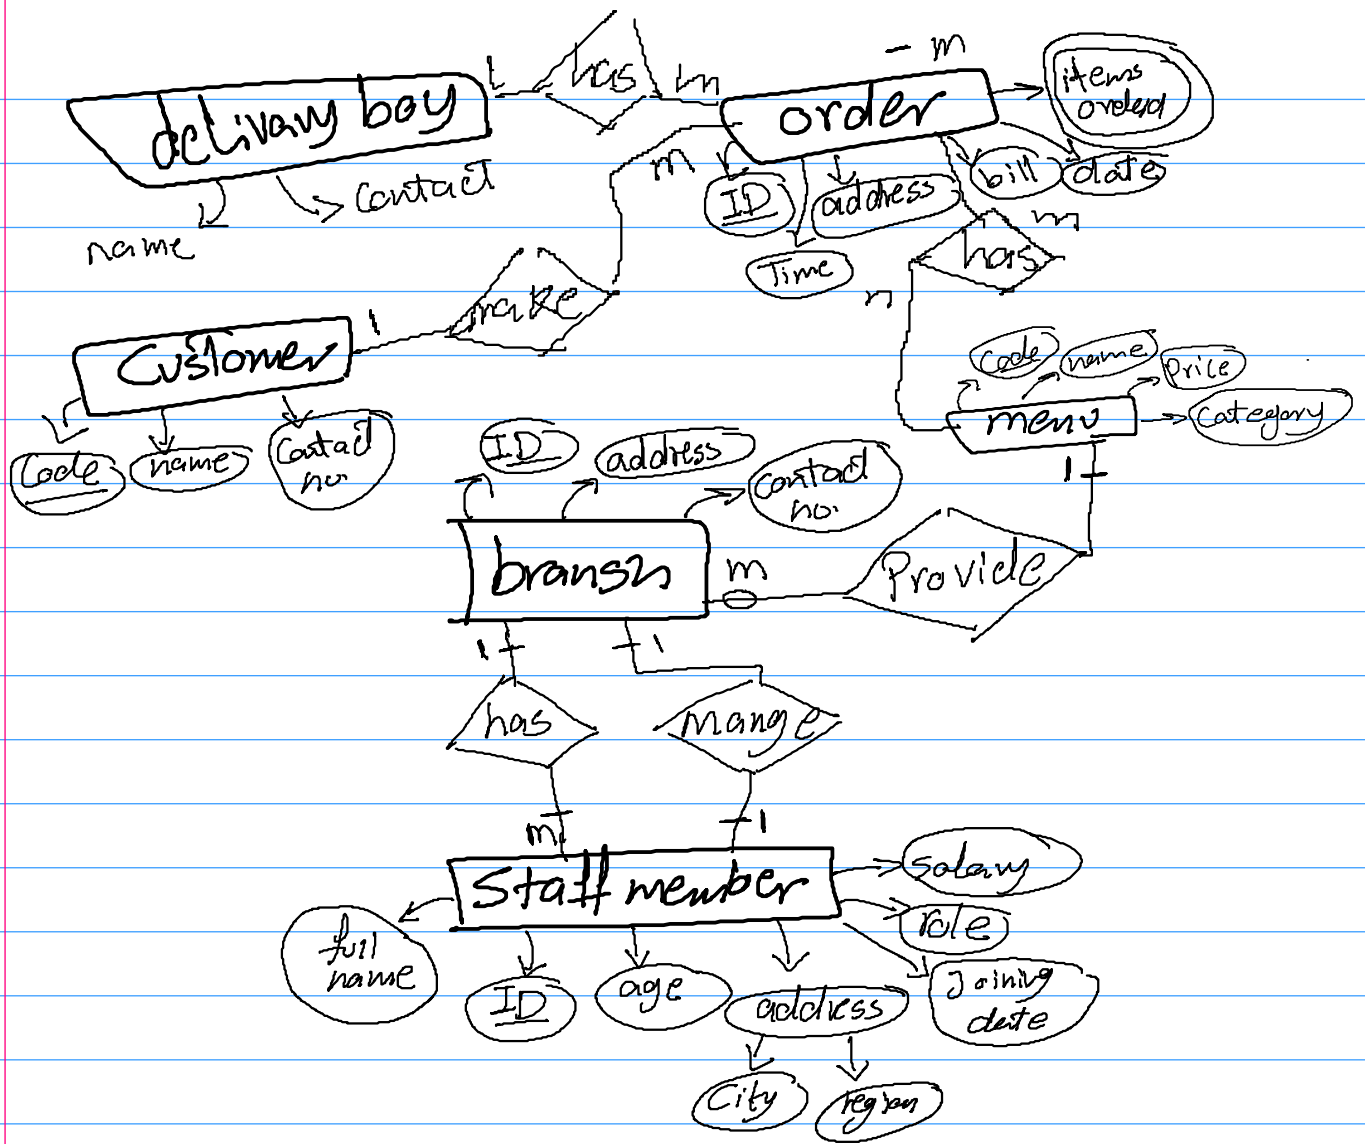 has
1
m
- m
items
orderd
delivary boy
order
m
contact
name
ID
address
bill
date
Time
m
has
n
make
1
Customer
Code
name
Contact
no.
code
name
Price
menu
Category
1
ID
address
contact
no.
bransh
m
Provide
1
1
has
Mange
m
1
Staff member
salary
role
full
name
ID
age
address
Joining
date
City
region